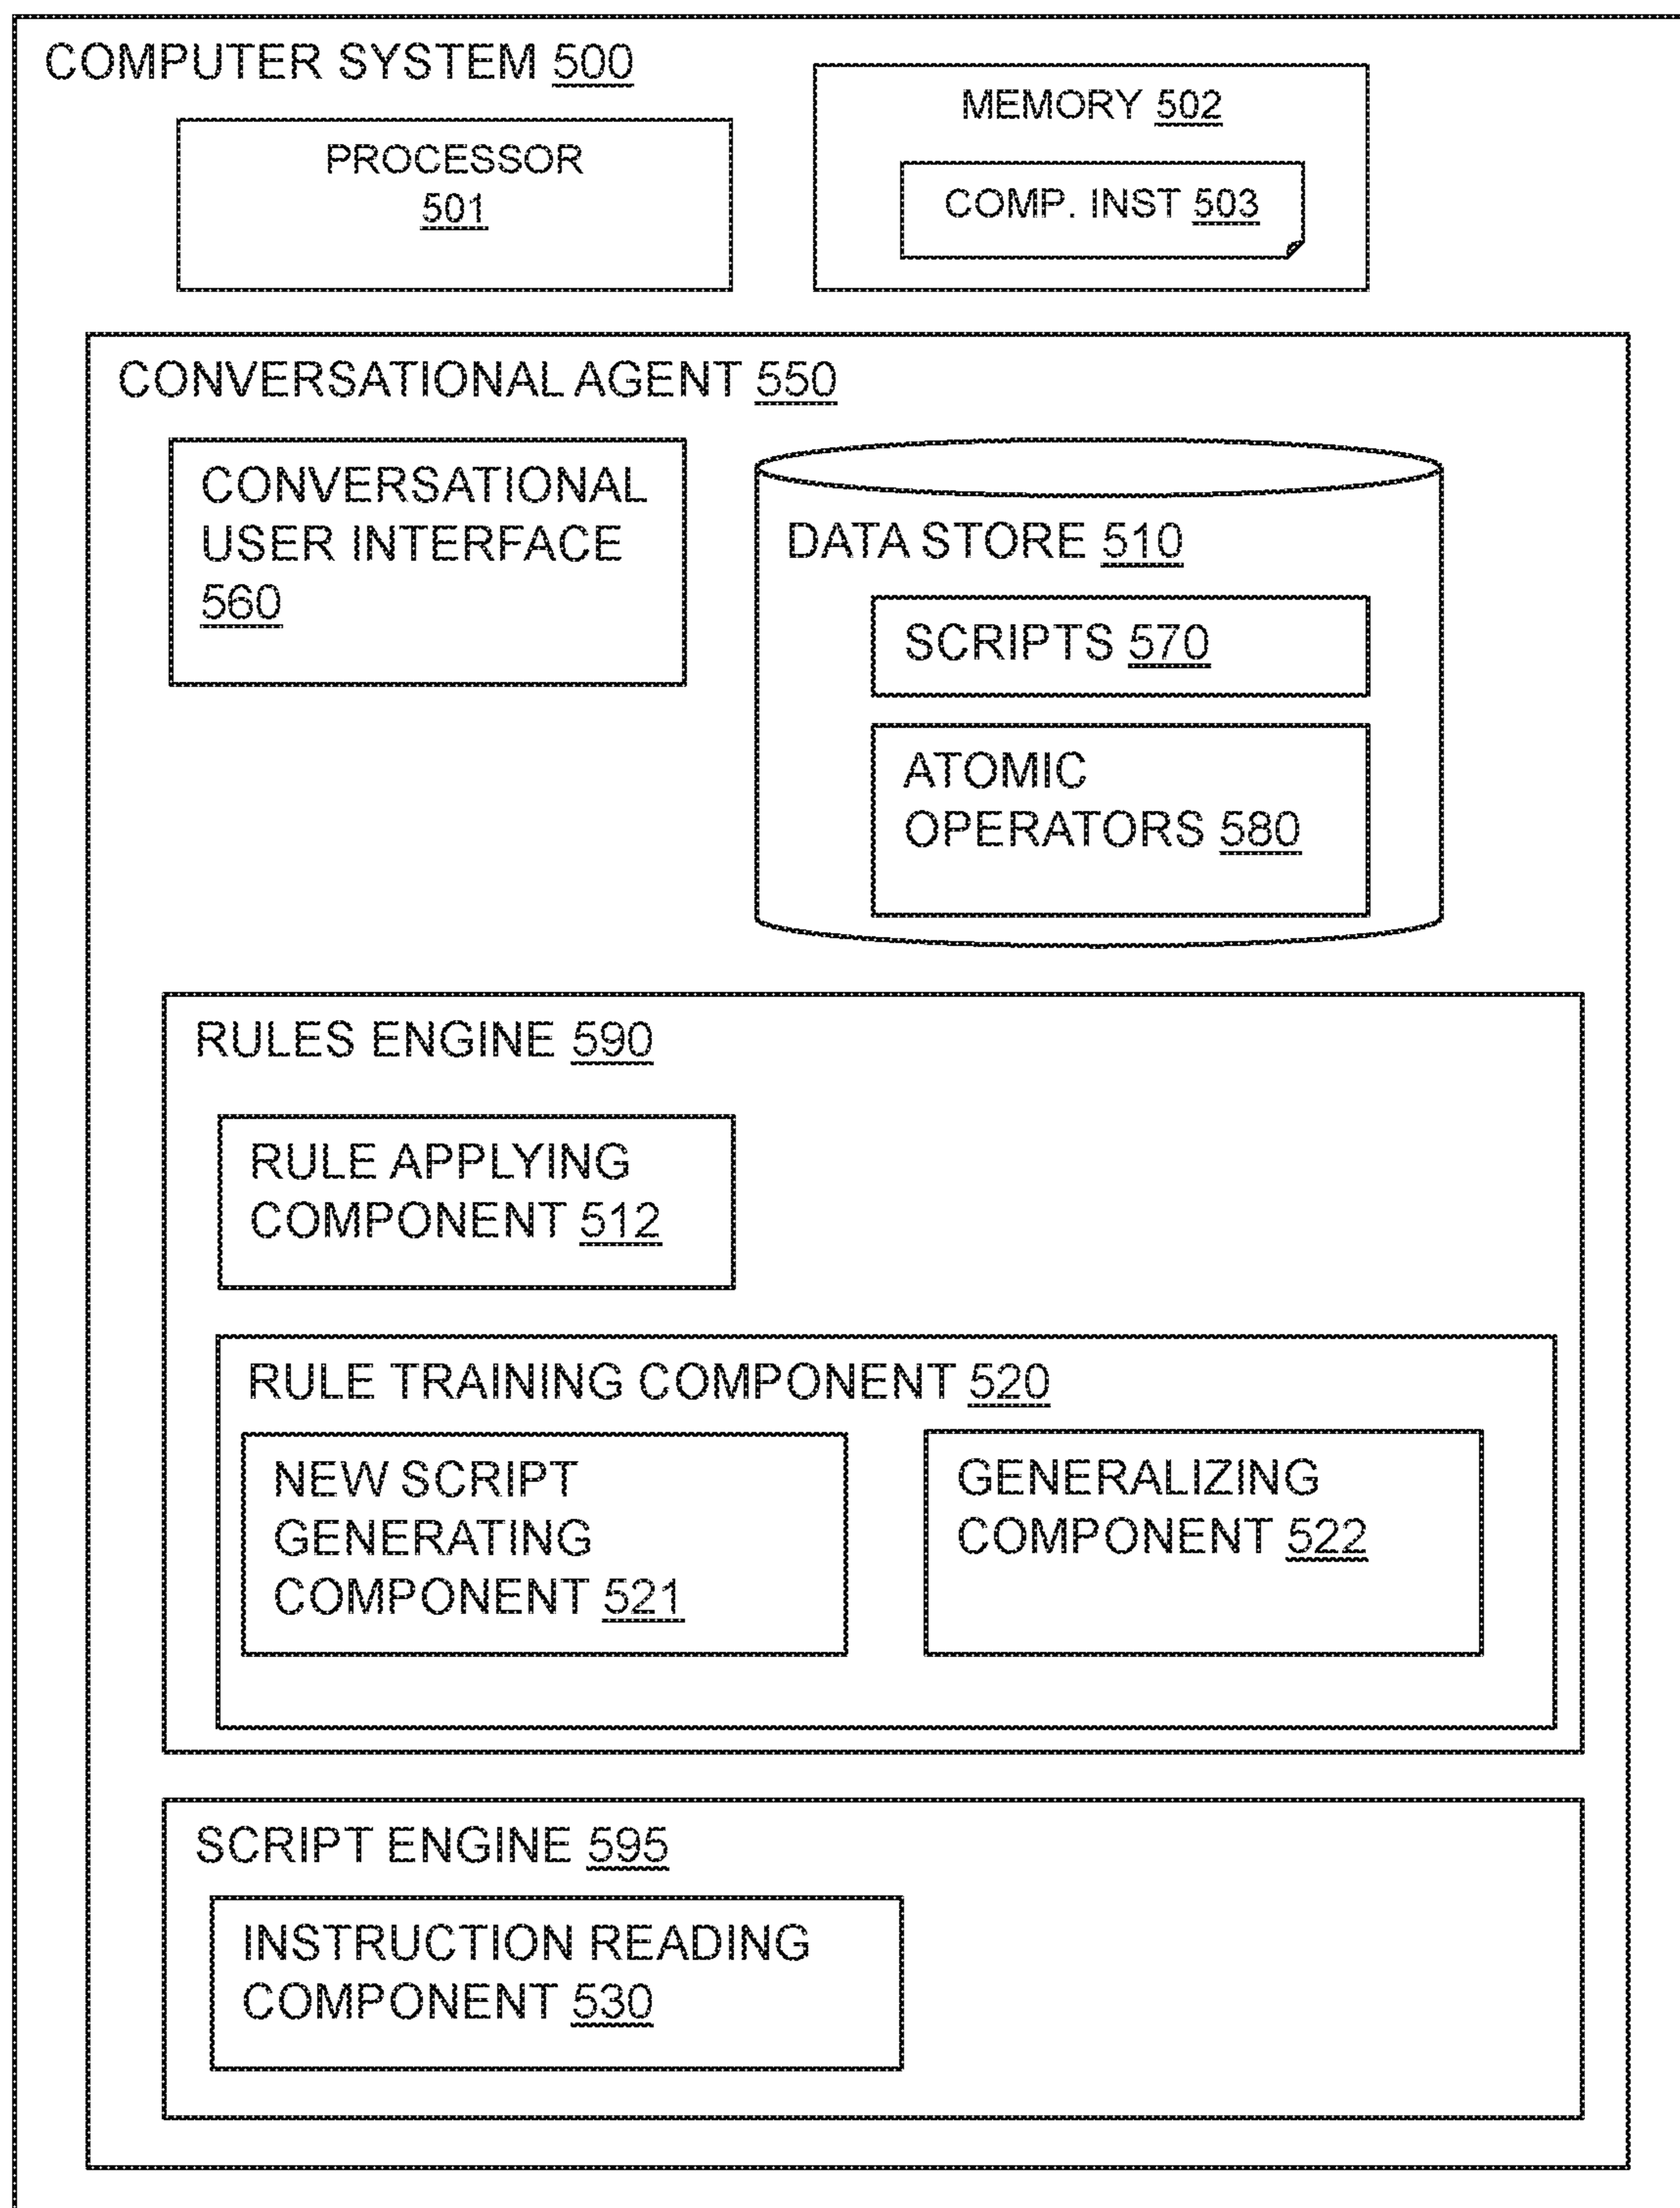 COMPUTER SYSTEM 500
PROCESSOR
501
MEMORY 502
COMP. INST 503
CONVERSATIONAL AGENT 550
CONVERSATIONAL
USER INTERFACE
560
DATA STORE 510
SCRIPTS 570
ATOMIC
OPERATORS 580
RULES ENGINE 590
RULE APPLYING
COMPONENT 512
RULE TRAINING COMPONENT 520
NEW SCRIPT
GENERATING
COMPONENT 521
GENERALIZING
COMPONENT 522
SCRIPT ENGINE 595
INSTRUCTION READING
COMPONENT 530